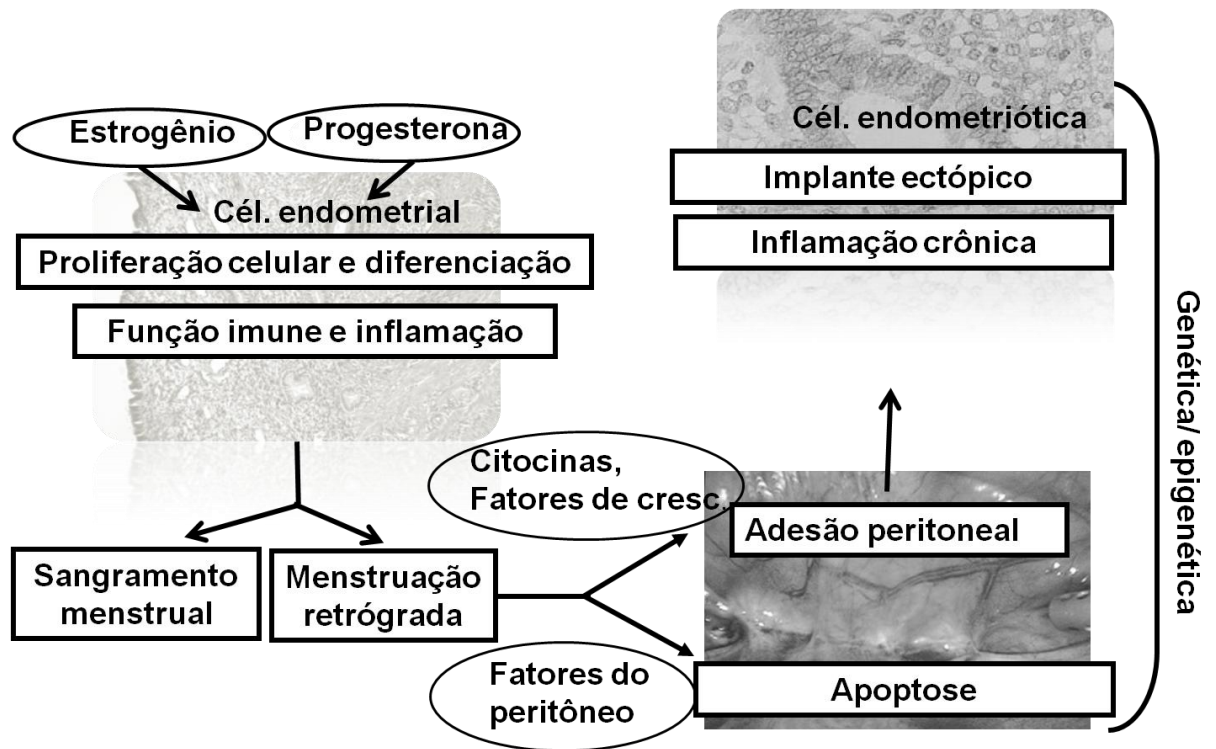 Estrogênio
Progesterona
Cél. endometrial
Proliferação celular e diferenciação
Função imune e inflamação
Sangramento
menstrual
Menstruação
retrógrada
Citocinas,
Fatores de cresc.
Fatores do
peritôneo
Adesão peritoneal
Apoptose
Cél. endometriótica
Implante ectópico
Inflamação crônica
Genética/ epigenética